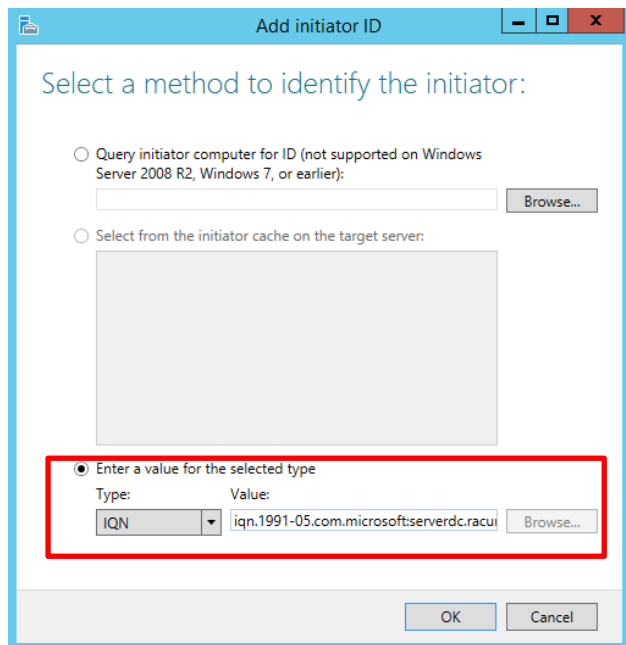 Add initiator ID
Select a method to identify the initiator:
Query initiator computer for ID (not supported on Windows
Server 2008 R2, Windows 7, or earlier):
Browse...
Select from the initiator cache on the target server:
Enter a value for the selected type
Type:
Value:
IQN
iqn.1991-05.com.microsoft:serverdc.racui
Browse...
OK
Cancel